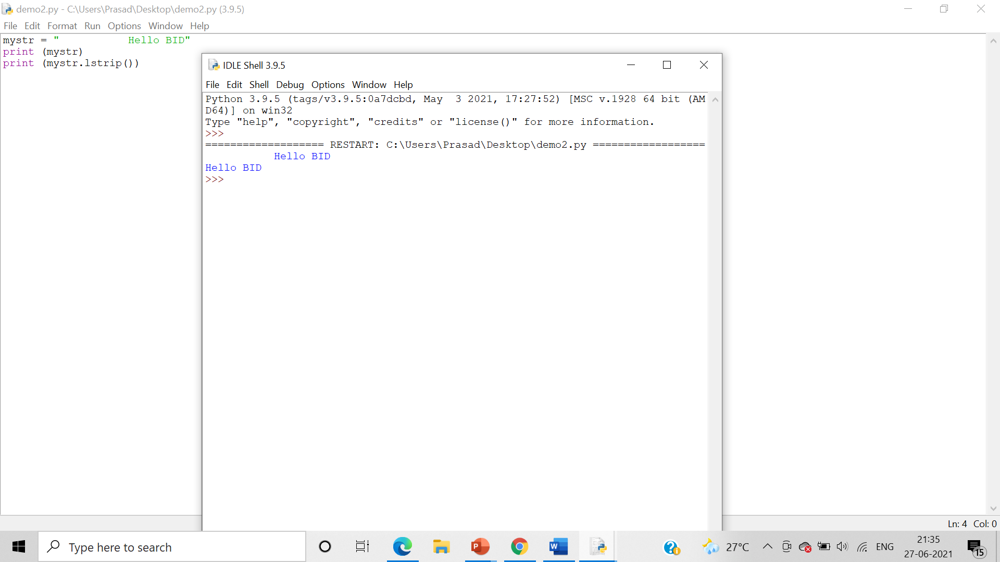 demo2.py - C:\Users\Prasad\Desktop\demo2.py (3.9.5)
File Edit Format Run Options Window Help
mystr = "           Hello BID"
print (mystr)
print (mystr.lstrip())
IDLE Shell 3.9.5
File Edit Shell Debug Options Window Help
Python 3.9.5 (tags/v3.9.5:0a7dcbd, May  3 2021, 17:27:52) [MSC v.1928 64 bit (AM
D64)] on win32
Type "help", "copyright", "credits" or "license()" for more information.
>>>
=================== RESTART: C:\Users\Prasad\Desktop\demo2.py ==================
           Hello BID
Hello BID
>>>
Ln: 4 Col: 0
Type here to search
P
W
27°C
ENG
21:35
27-06-2021
15